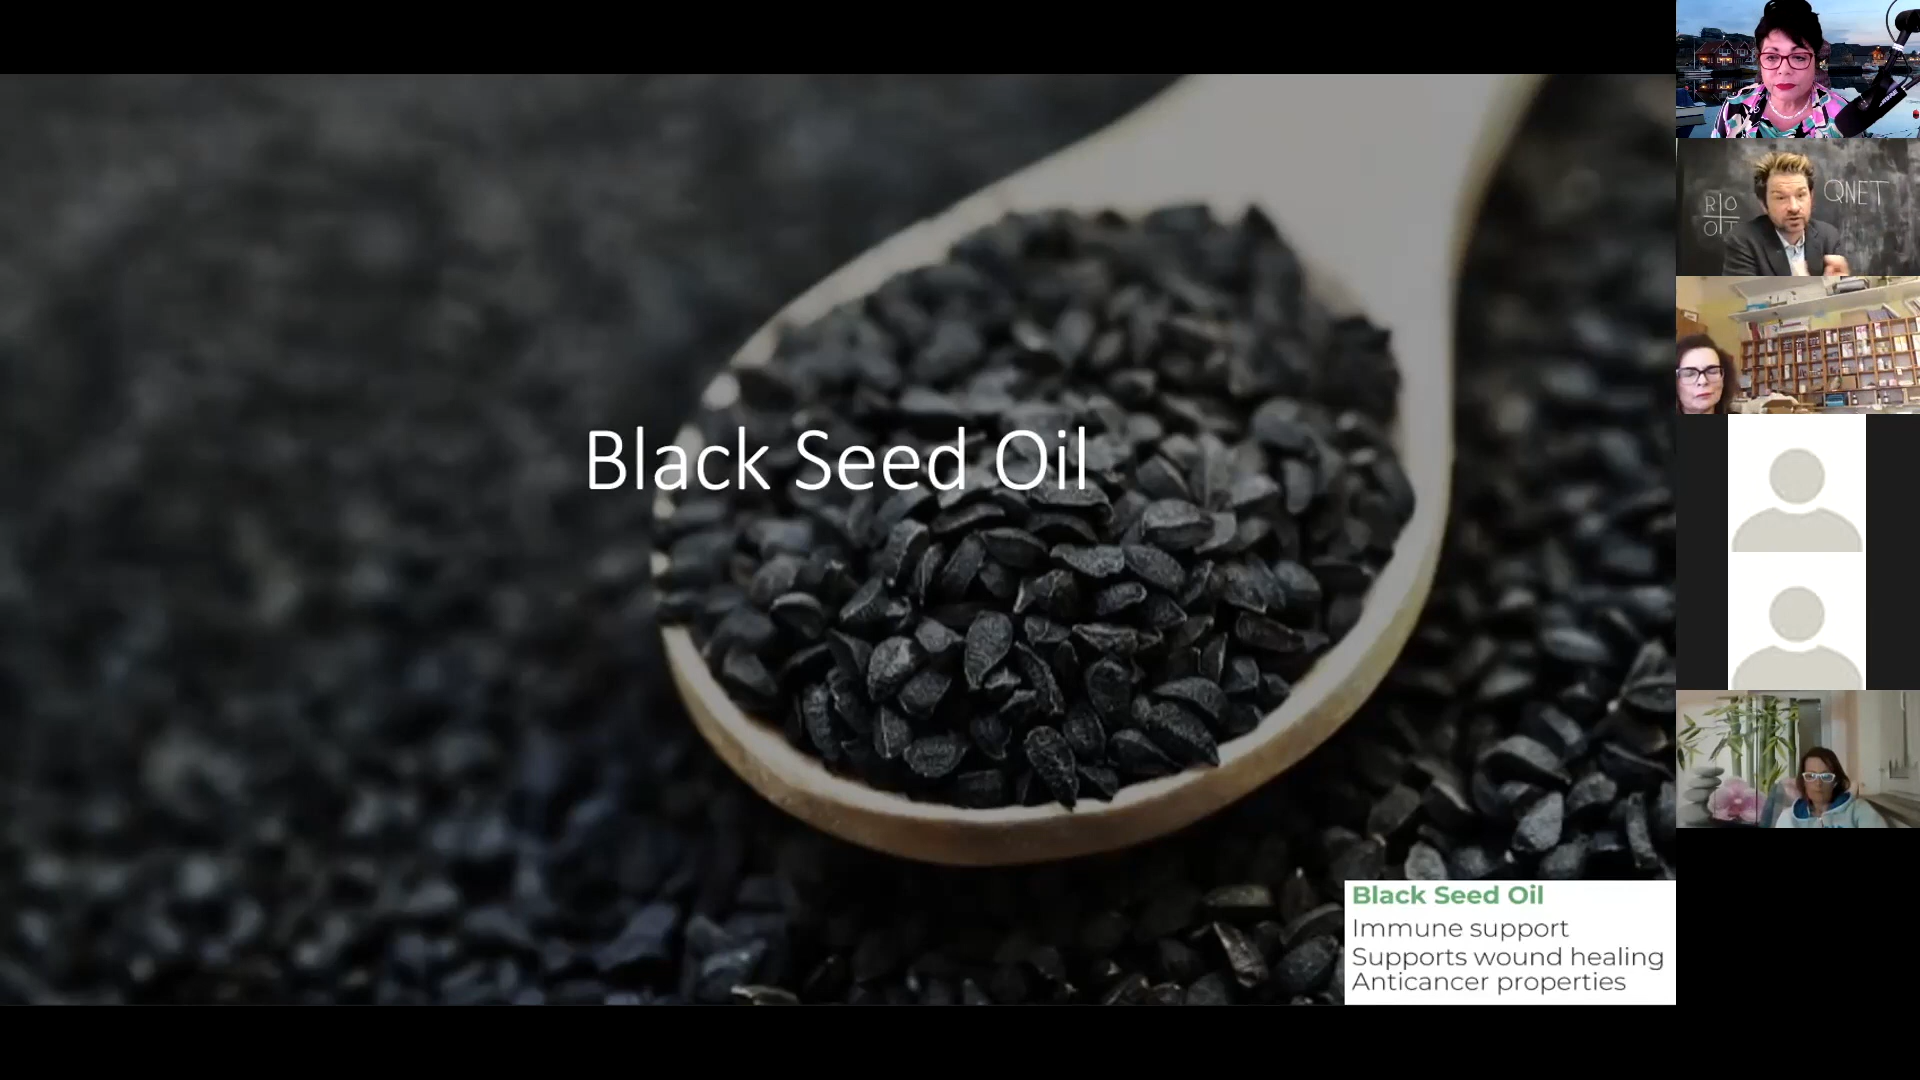 Black Seed Oil
Black Seed Oil
Immune support
Supports wound healing
Anticancer properties
R O
O T
QNET